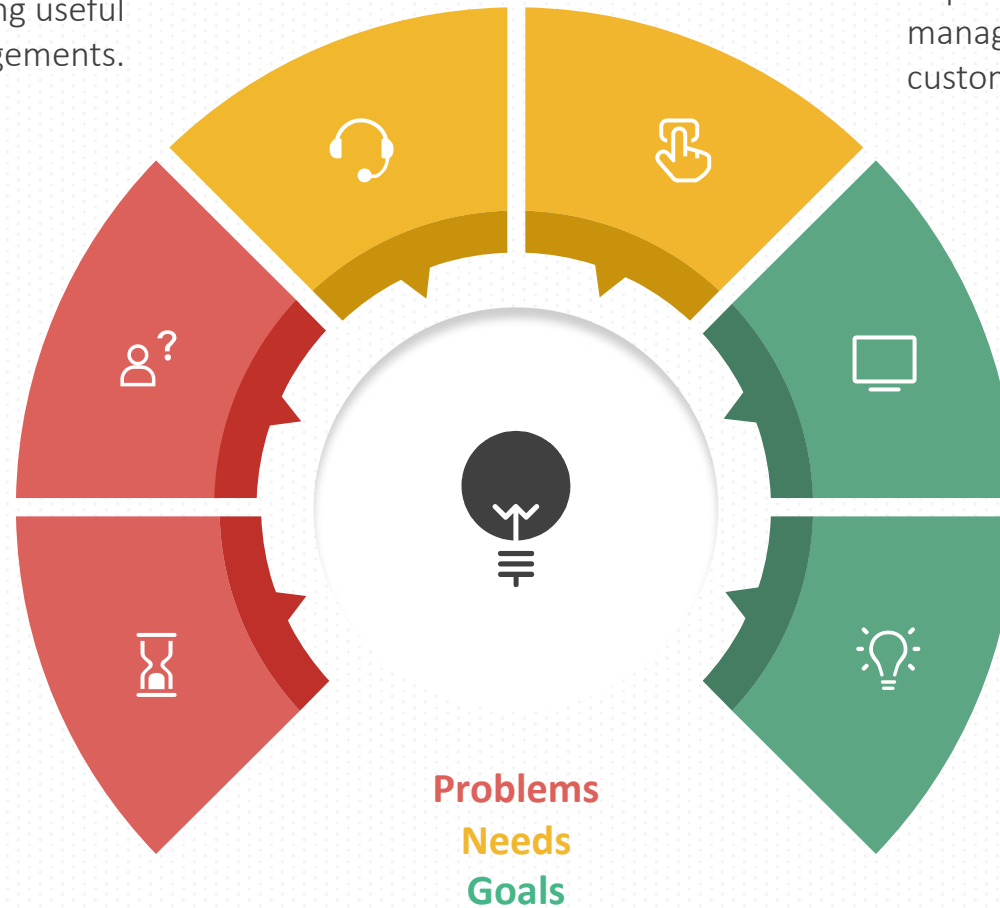 ng useful
gements.
manag
custom
?
Problems
Needs
Goals